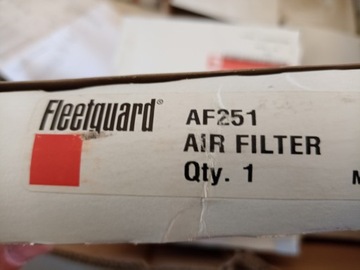 Fleetguard®
AF251
AIR FILTER
Qty. 1
M